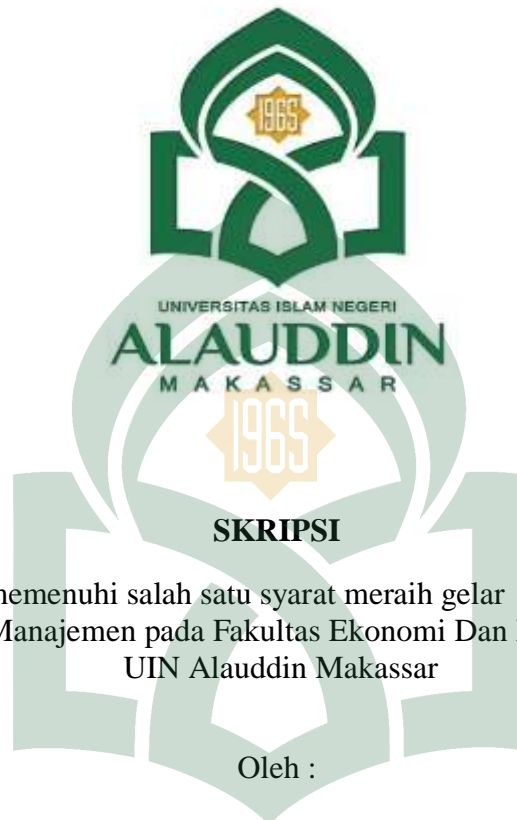 1965
UNIVERSITAS ISLAM NEGERI
ALAUDDIN
MAKASSAR
1965
SKRIPSI
memenuhi salah satu syarat meraih gelar
Manajemen pada Fakultas Ekonomi Dan
UIN Alauddin Makassar
Oleh :